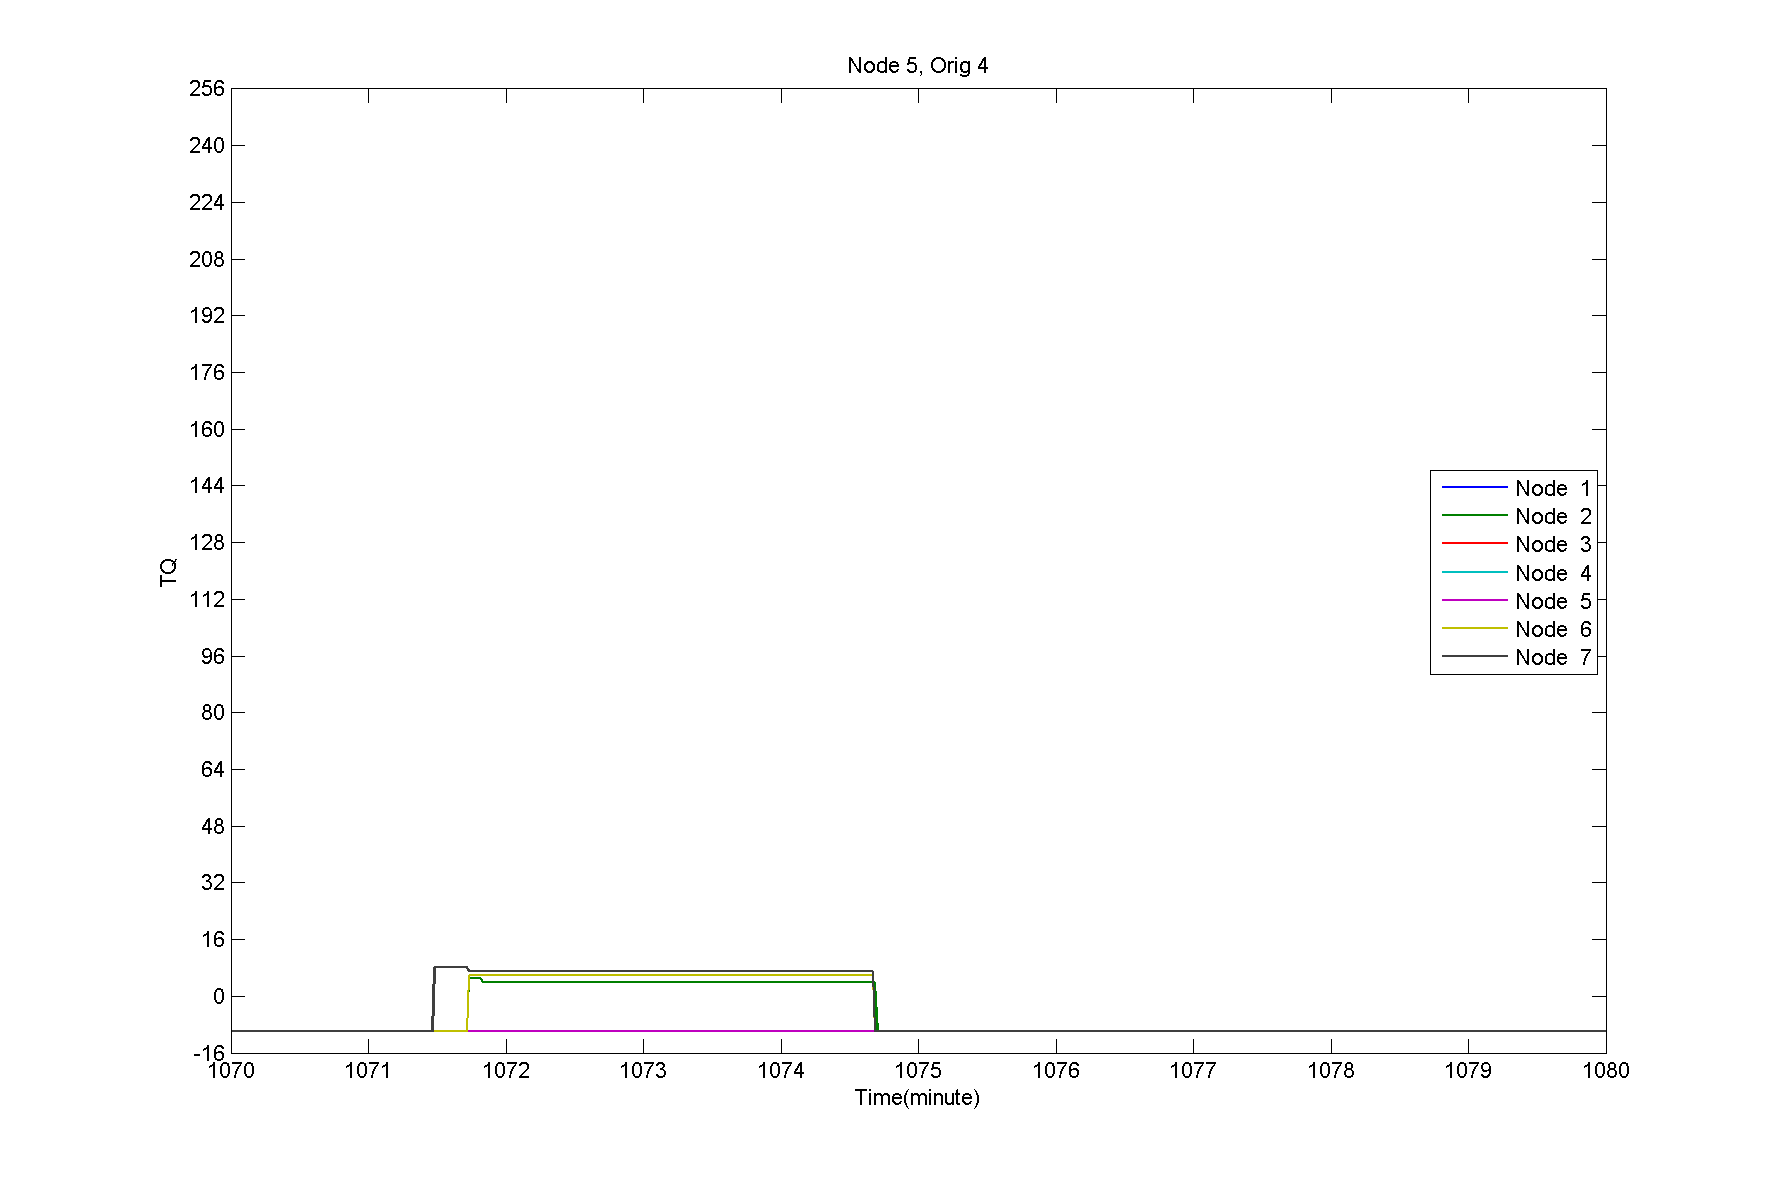 Node 5, Orig 4
256
240
224
208
192
176
160
144
128
112
96
80
64
48
32
16
0
-16
TQ
Node 1
Node 2
Node 3
Node 4
Node 5
Node 6
Node 7
1070 1071 1072 1073 1074 1075 1076 1077 1078 1079 1080
Time(minute)